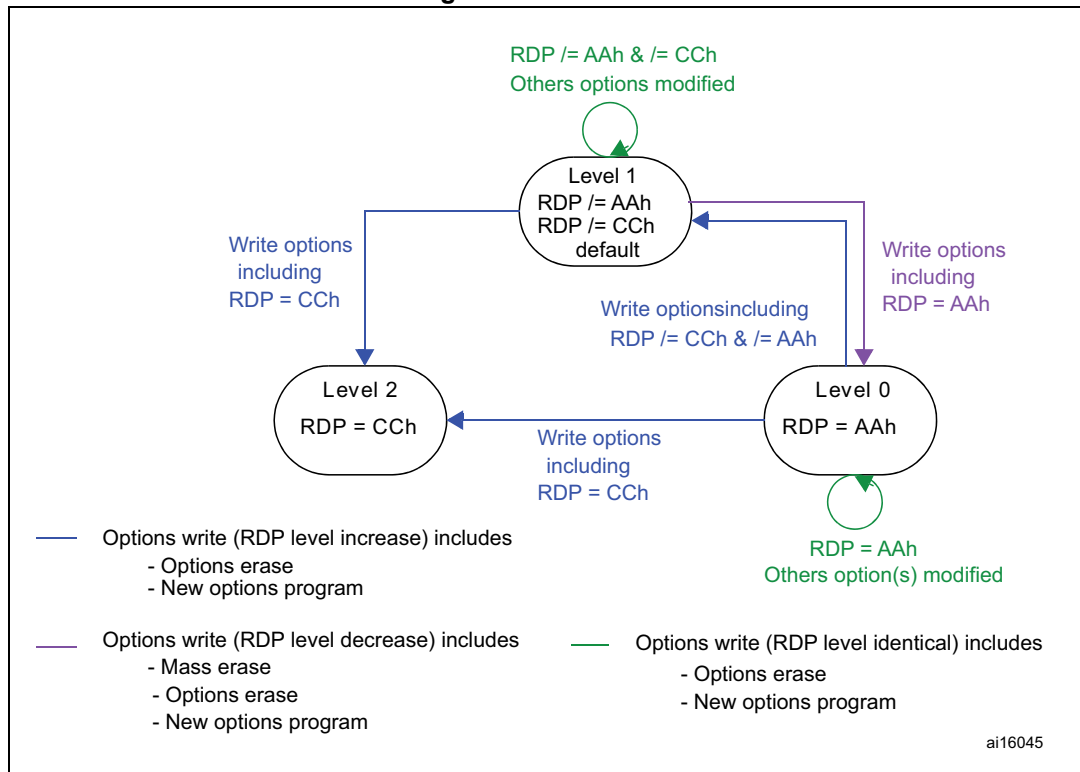 RDP /= AAh & /= CCh
Others options modified
Level 1
RDP /= AAh
RDP /= CCh
default
Write options
including
RDP = CCh
Write options
including
RDP = AAh
Write optionsincluding
RDP /= CCh & /= AAh
Level 2
RDP = CCh
Level 0
RDP = AAh
Write options
including
RDP = CCh
RDP = AAh
Others option(s) modified
Options write (RDP level increase) includes
- Options erase
- New options program
Options write (RDP level decrease) includes
- Mass erase
- Options erase
- New options program
Options write (RDP level identical) includes
- Options erase
- New options program
ai16045